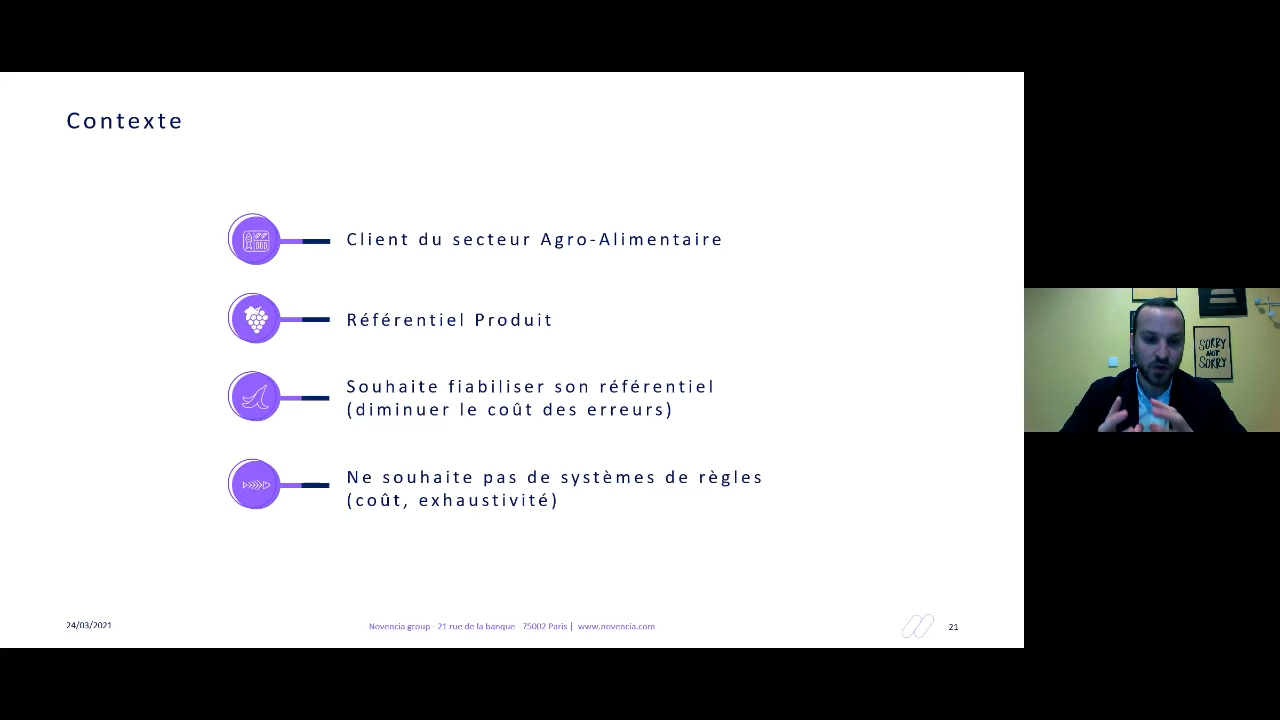 Contexte
Client du secteur Agro-Alimentaire
Référentiel Produit
Souhaite fiabiliser son référentiel
(diminuer le coût des erreurs)
Ne souhaite pas de systèmes de règles
(coût, exhaustivité)
24/03/2021
Novencia group - 21 rue de la banque - 75002 Paris | www.novencia.com
21
SORRY
NOT
SORRY